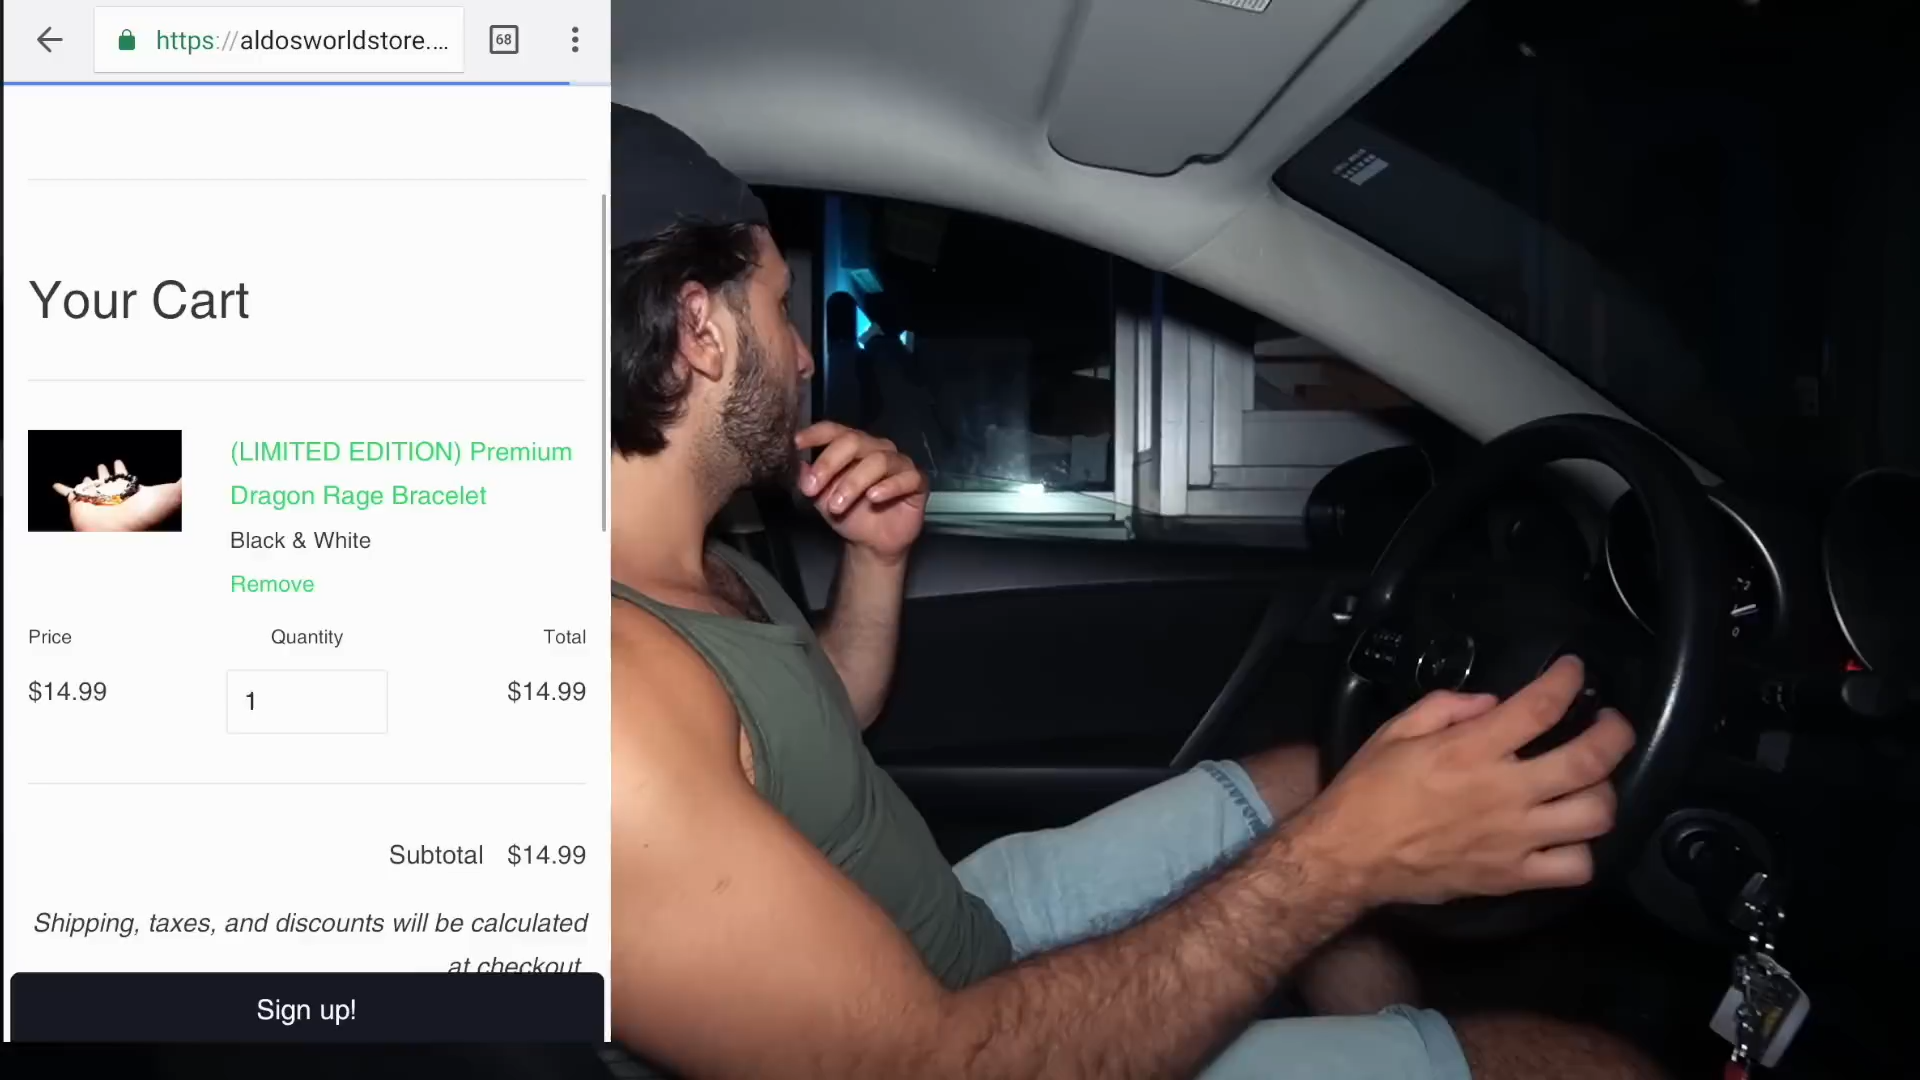 https://aldosworldstore....
68
Your Cart
(LIMITED EDITION) Premium
Dragon Rage Bracelet
Black & White
Remove
Price Quantity Total
$14.99 1 $14.99
Subtotal $14.99
Shipping, taxes, and discounts will be calculated
at checkout.
Sign up!